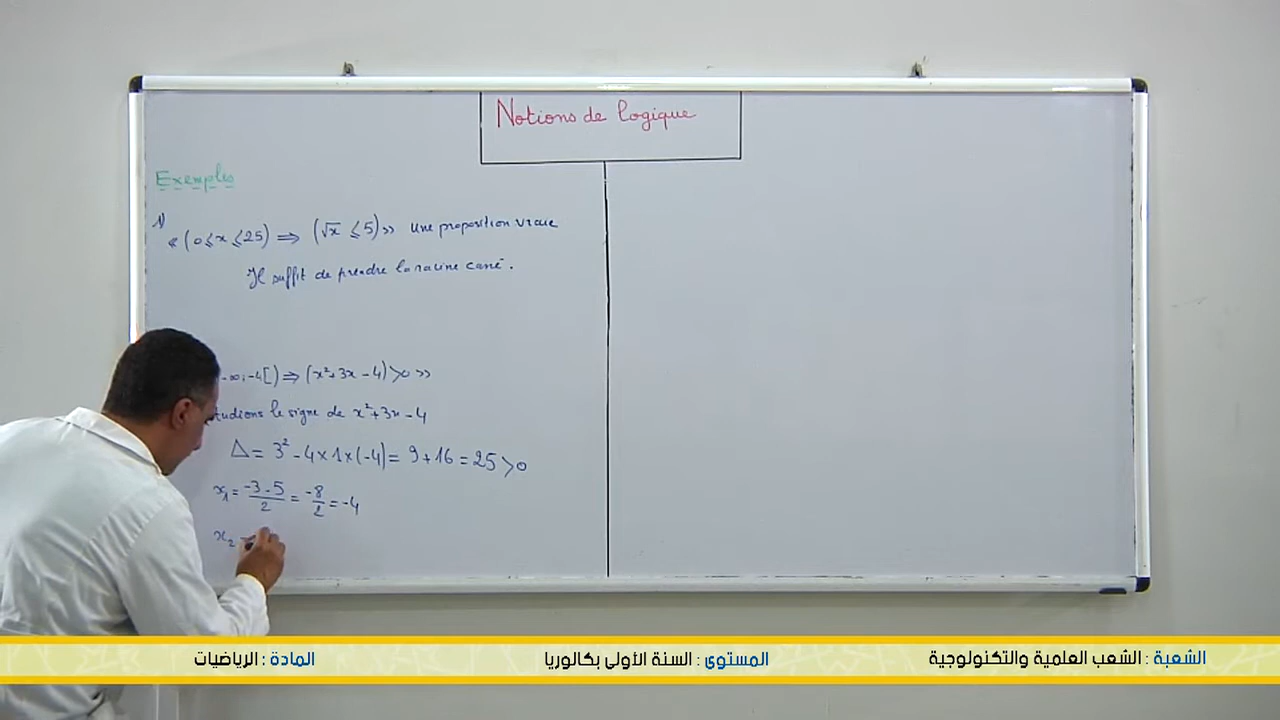 Notions de logique
Exemples
1)
« (0 ⩽ x ⩽ 25) ⟹ (√x ⩽ 5) » une proposition vraie
Il suffit de prendre la racine carré.
-∞; -4[) ⟹ (x²+3x-4) > 0 »
tudions le signe de x²+3x-4
Δ = 3² - 4×1×(-4) = 9+16 = 25 > 0
x₁ = (-3-5)/2 = -8/2 = -4
x₂ =
الشعبة : الشعب العلمية والتكنولوجية
المستوى : السنة الأولى بكالوريا
المادة : الرياضيات